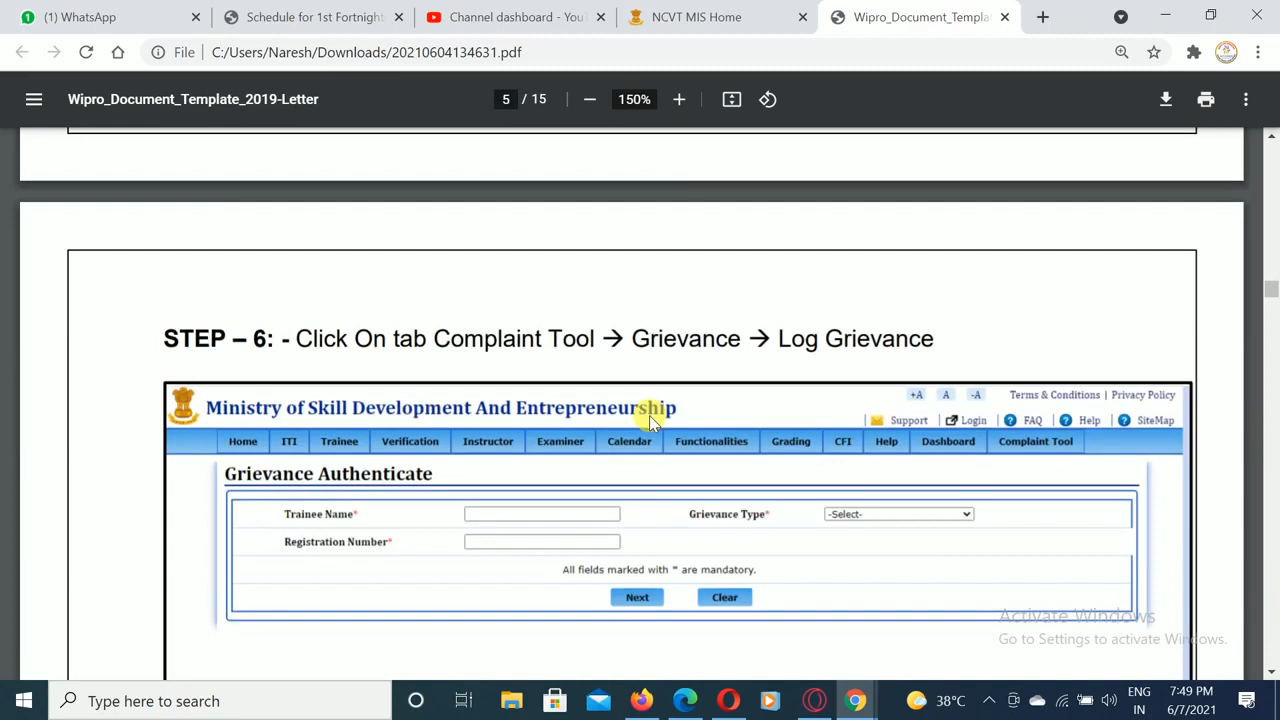 (1) WhatsApp
Schedule for 1st Fortnight
Channel dashboard - YouT
NCVT MIS Home
Wipro_Document_Templa
File C:/Users/Naresh/Downloads/20210604134631.pdf
Wipro_Document_Template_2019-Letter
5 / 15
150%
STEP – 6: - Click On tab Complaint Tool → Grievance → Log Grievance
+A A -A Terms & Conditions | Privacy Policy
Ministry of Skill Development And Entrepreneurship
Support Login FAQ Help SiteMap
Home ITI Trainee Verification Instructor Examiner Calendar Functionalities Grading CFI Help Dashboard Complaint Tool
Grievance Authenticate
Trainee Name* Grievance Type* -Select-
Registration Number*
All fields marked with * are mandatory.
Next Clear
Activate Windows
Go to Settings to activate Windows.
Type here to search
38°C
ENG
IN
7:49 PM
6/7/2021